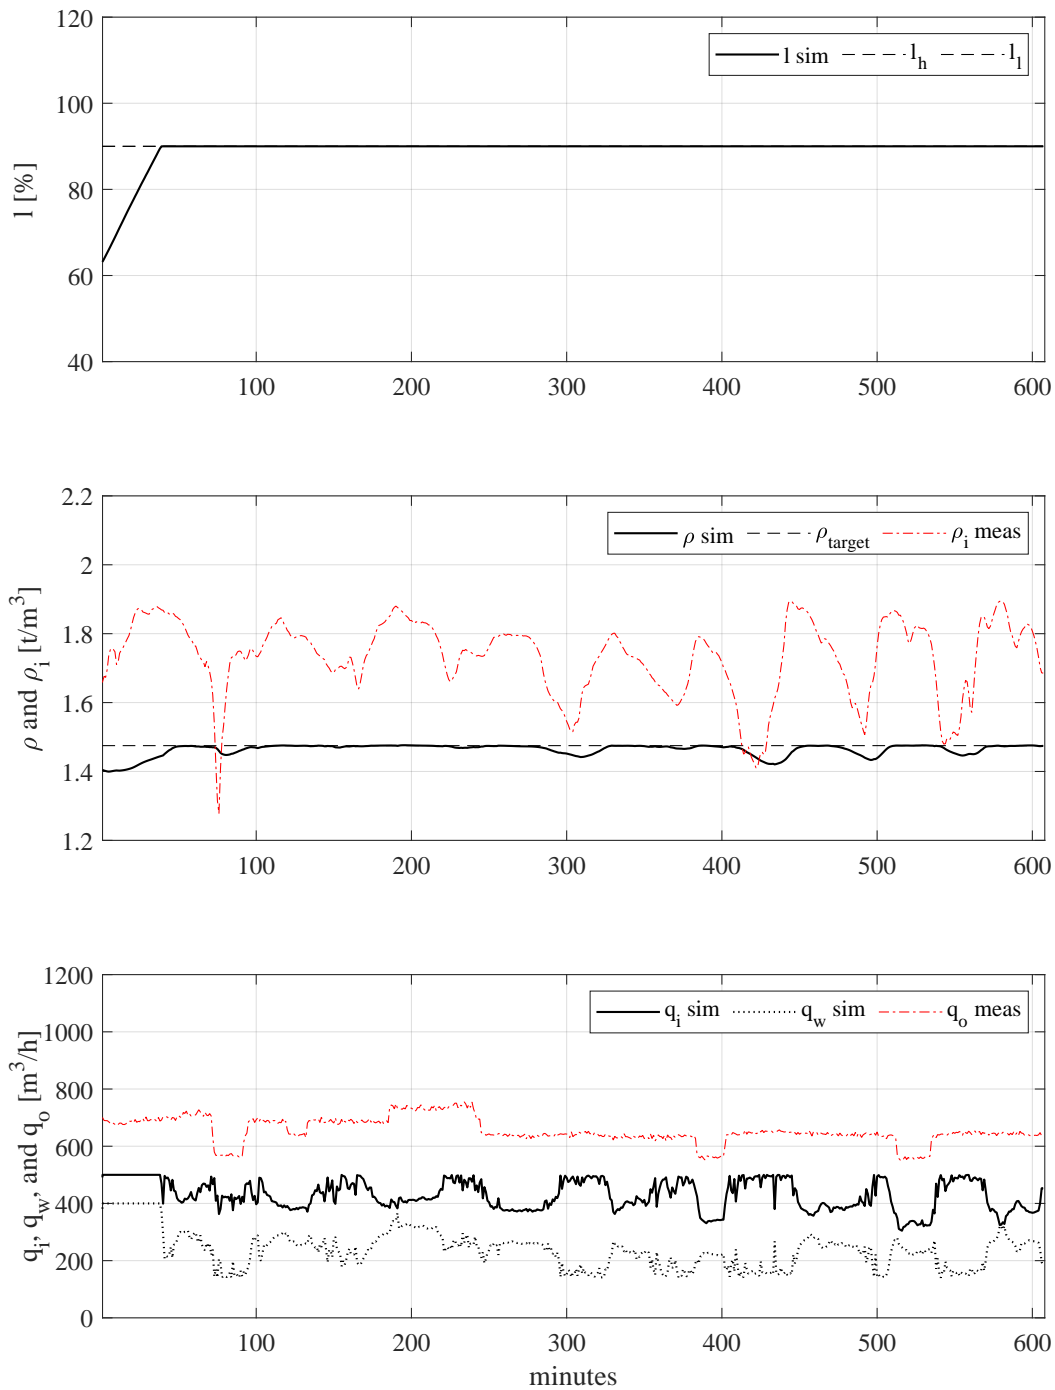 120
l sim l_h l_l
100
80
60
40
l [%]
100 200 300 400 500 600
2.2
ρ sim ρ_target ρ_i meas
2
1.8
1.6
1.4
1.2
ρ and ρ_i [t/m^3]
100 200 300 400 500 600
1200
q_i sim q_w sim q_o meas
1000
800
600
400
200
0
q_i, q_w, and q_o [m^3/h]
100 200 300 400 500 600
minutes